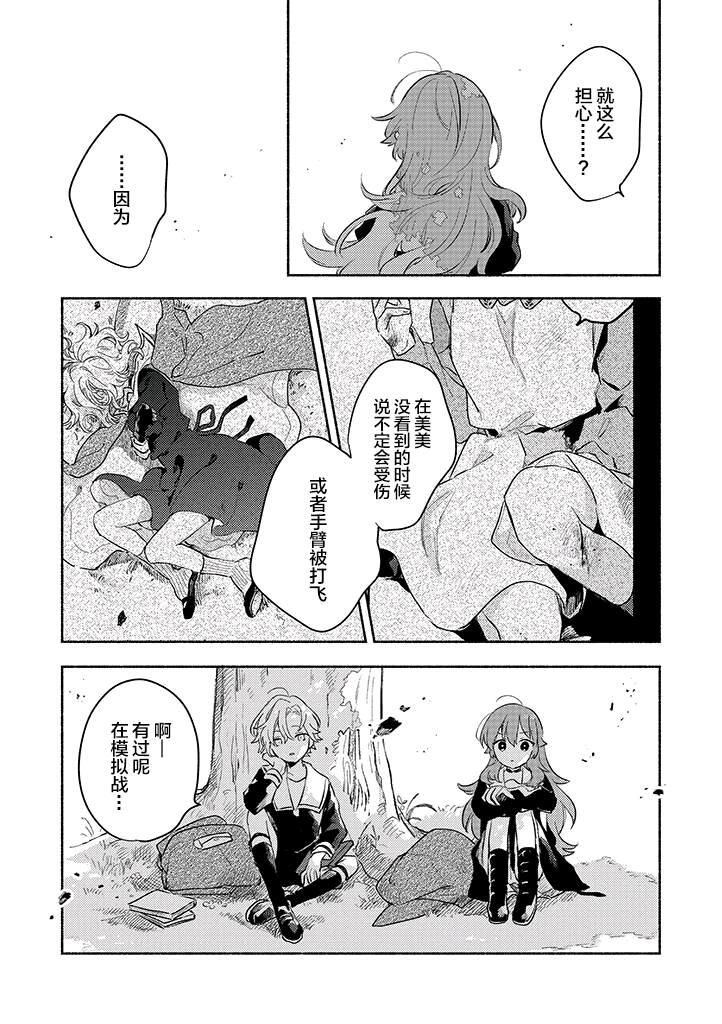 就这么
担心……？
……因为
在美美
没看到的时候
说不定会受伤
或者手臂被打飞
啊—
有过呢
在模拟战…